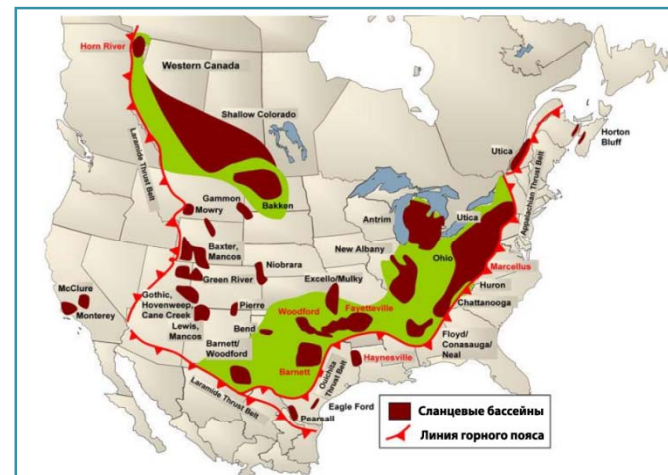 Horn River
Western Canada
Shallow Colorado
Laramide Thrust Belt
Gammon
Mowry
Bakken
Utica
Horton
Bluff
Appalachian Thrust Belt
Antrim
Utica
New Albany
Ohio
Baxter,
Mancos
Niobrara
Excello/Mulky
Green River
Marcellus
McClure
Monterey
Gothic,
Hovenweep,
Cane Creek
Pierre
Huron
Chattanooga
Lewis,
Mancos
Bend
Woodford
Fayetteville
Barnett/
Woodford
Floyd/
Conasauga/
Neal
Barnett
Haynesville
Ouichita
Thrust Belt
Laramide Thrust Belt
Eagle Ford
Pearsall
Сланцевые бассейны
Линия горного пояса